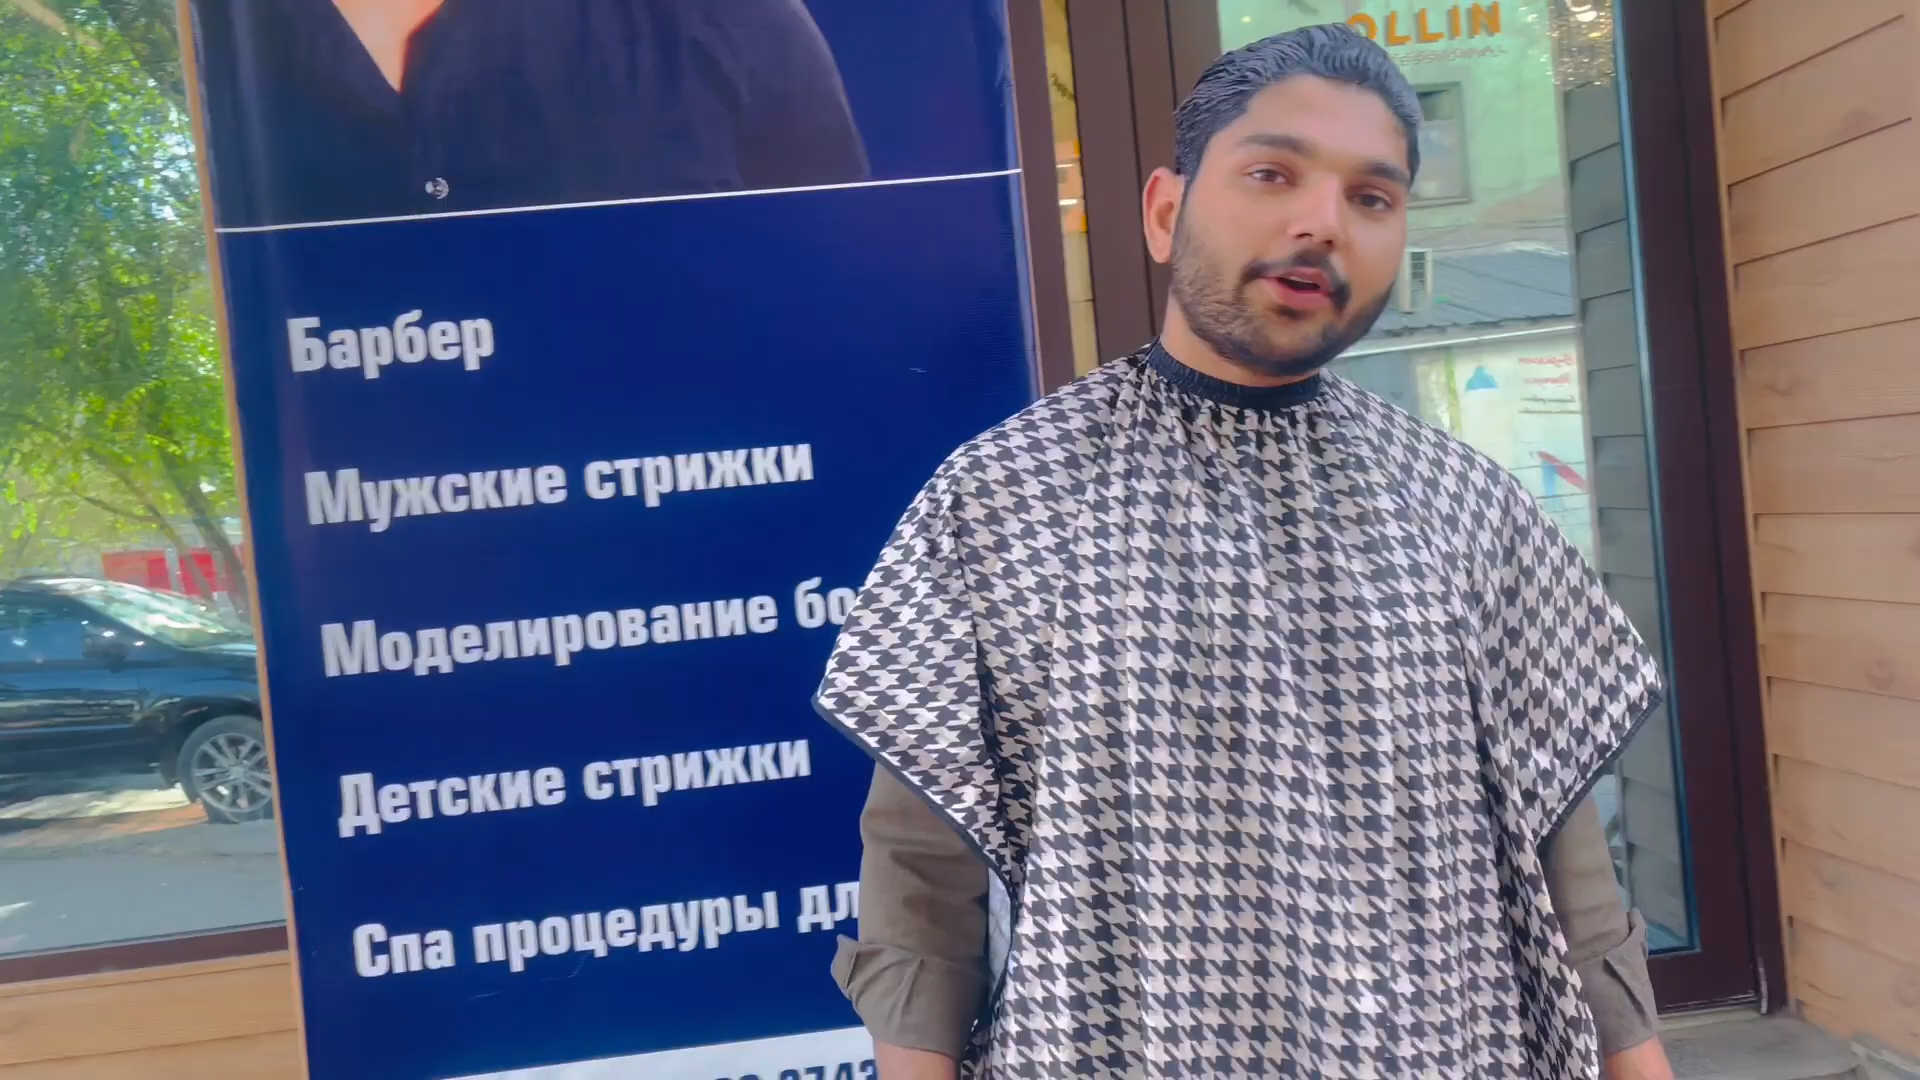 OLLIN
Барбер
Мужские стрижки
Моделирование бо
Детские стрижки
Спа процедуры дл